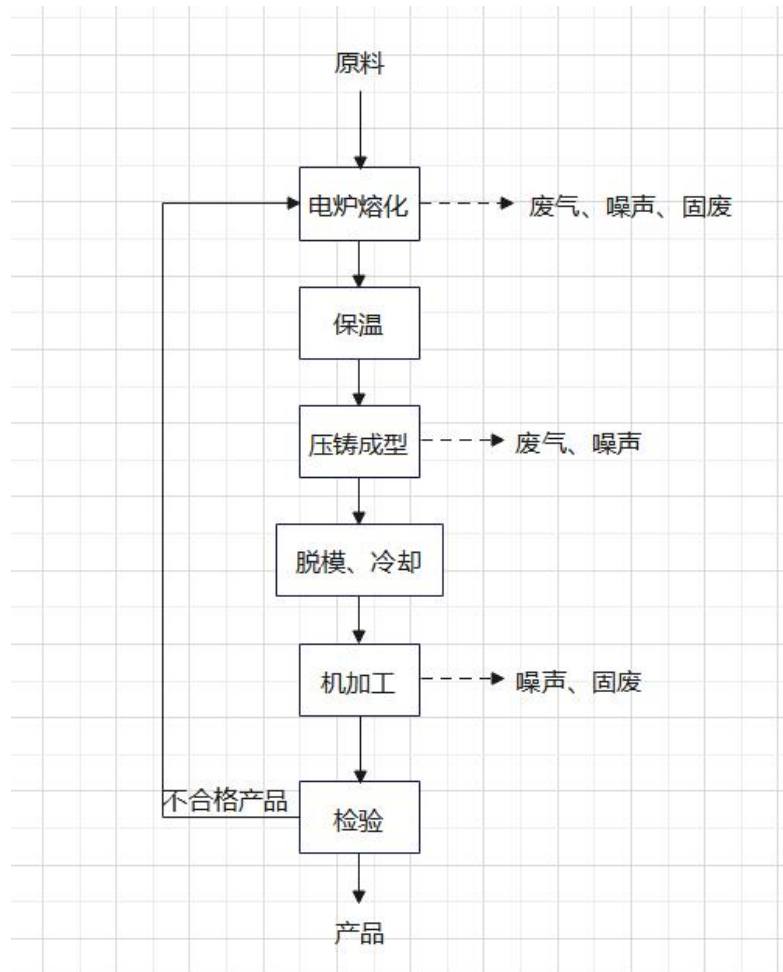 原料
电炉熔化
废气、噪声、固废
保温
压铸成型
废气、噪声
脱模、冷却
机加工
噪声、固废
不合格产品
检验
产品